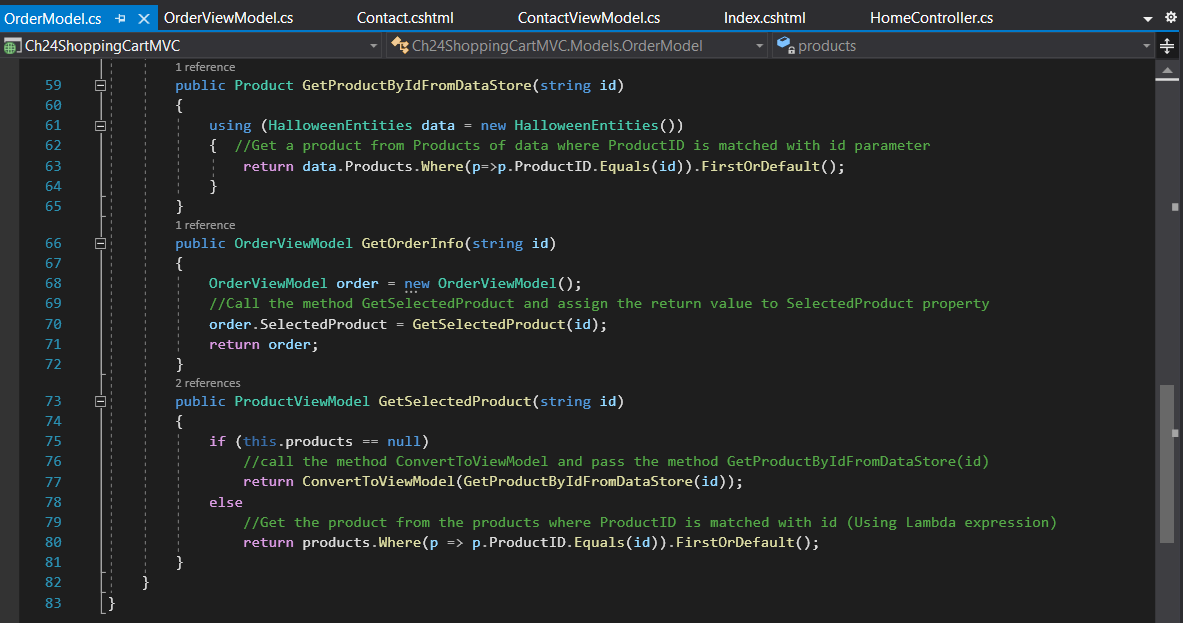 OrderModel.cs OrderViewModel.cs Contact.cshtml ContactViewModel.cs Index.cshtml HomeController.cs
Ch24ShoppingCartMVC Ch24ShoppingCartMVC.Models.OrderModel products
1 reference
59 public Product GetProductByIdFromDataStore(string id)
60 {
61 using (HalloweenEntities data = new HalloweenEntities())
62 { //Get a product from Products of data where ProductID is matched with id parameter
63 return data.Products.Where(p=>p.ProductID.Equals(id)).FirstOrDefault();
64 }
65 }
1 reference
66 public OrderViewModel GetOrderInfo(string id)
67 {
68 OrderViewModel order = new OrderViewModel();
69 //Call the method GetSelectedProduct and assign the return value to SelectedProduct property
70 order.SelectedProduct = GetSelectedProduct(id);
71 return order;
72 }
2 references
73 public ProductViewModel GetSelectedProduct(string id)
74 {
75 if (this.products == null)
76 //call the method ConvertToViewModel and pass the method GetProductByIdFromDataStore(id)
77 return ConvertToViewModel(GetProductByIdFromDataStore(id));
78 else
79 //Get the product from the products where ProductID is matched with id (Using Lambda expression)
80 return products.Where(p => p.ProductID.Equals(id)).FirstOrDefault();
81 }
82 }
83 }